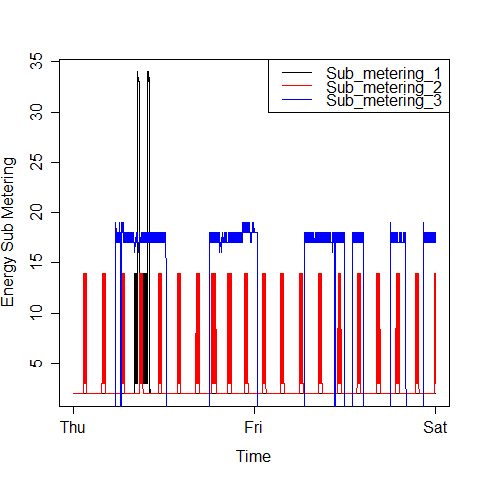 Sub_metering_1
Sub_metering_2
Sub_metering_3
Energy Sub Metering
35
30
25
20
15
10
5
Thu Fri Sat
Time